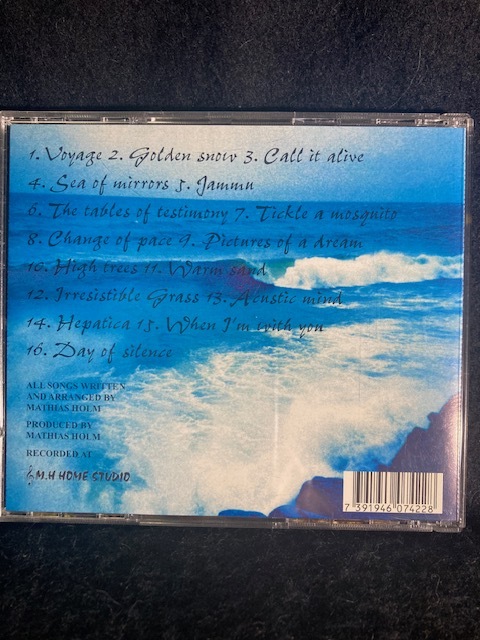 1. Voyage 2. Golden snow 3. Call it alive
4. Sea of mirrors 5. Jammu
6. The tables of testimony 7. Tickle a mosquito
8. Change of pace 9. Pictures of a dream
10. High trees 11. Warm sand
12. Irresistible Grass 13. Acustic mind
14. Hepatica 15. When I'm with you
16. Day of silence
ALL SONGS WRITTEN
AND ARRANGED BY
MATHIAS HOLM
PRODUCED BY
MATHIAS HOLM
RECORDED AT
M.H HOME STUDIO
7 391946 074228